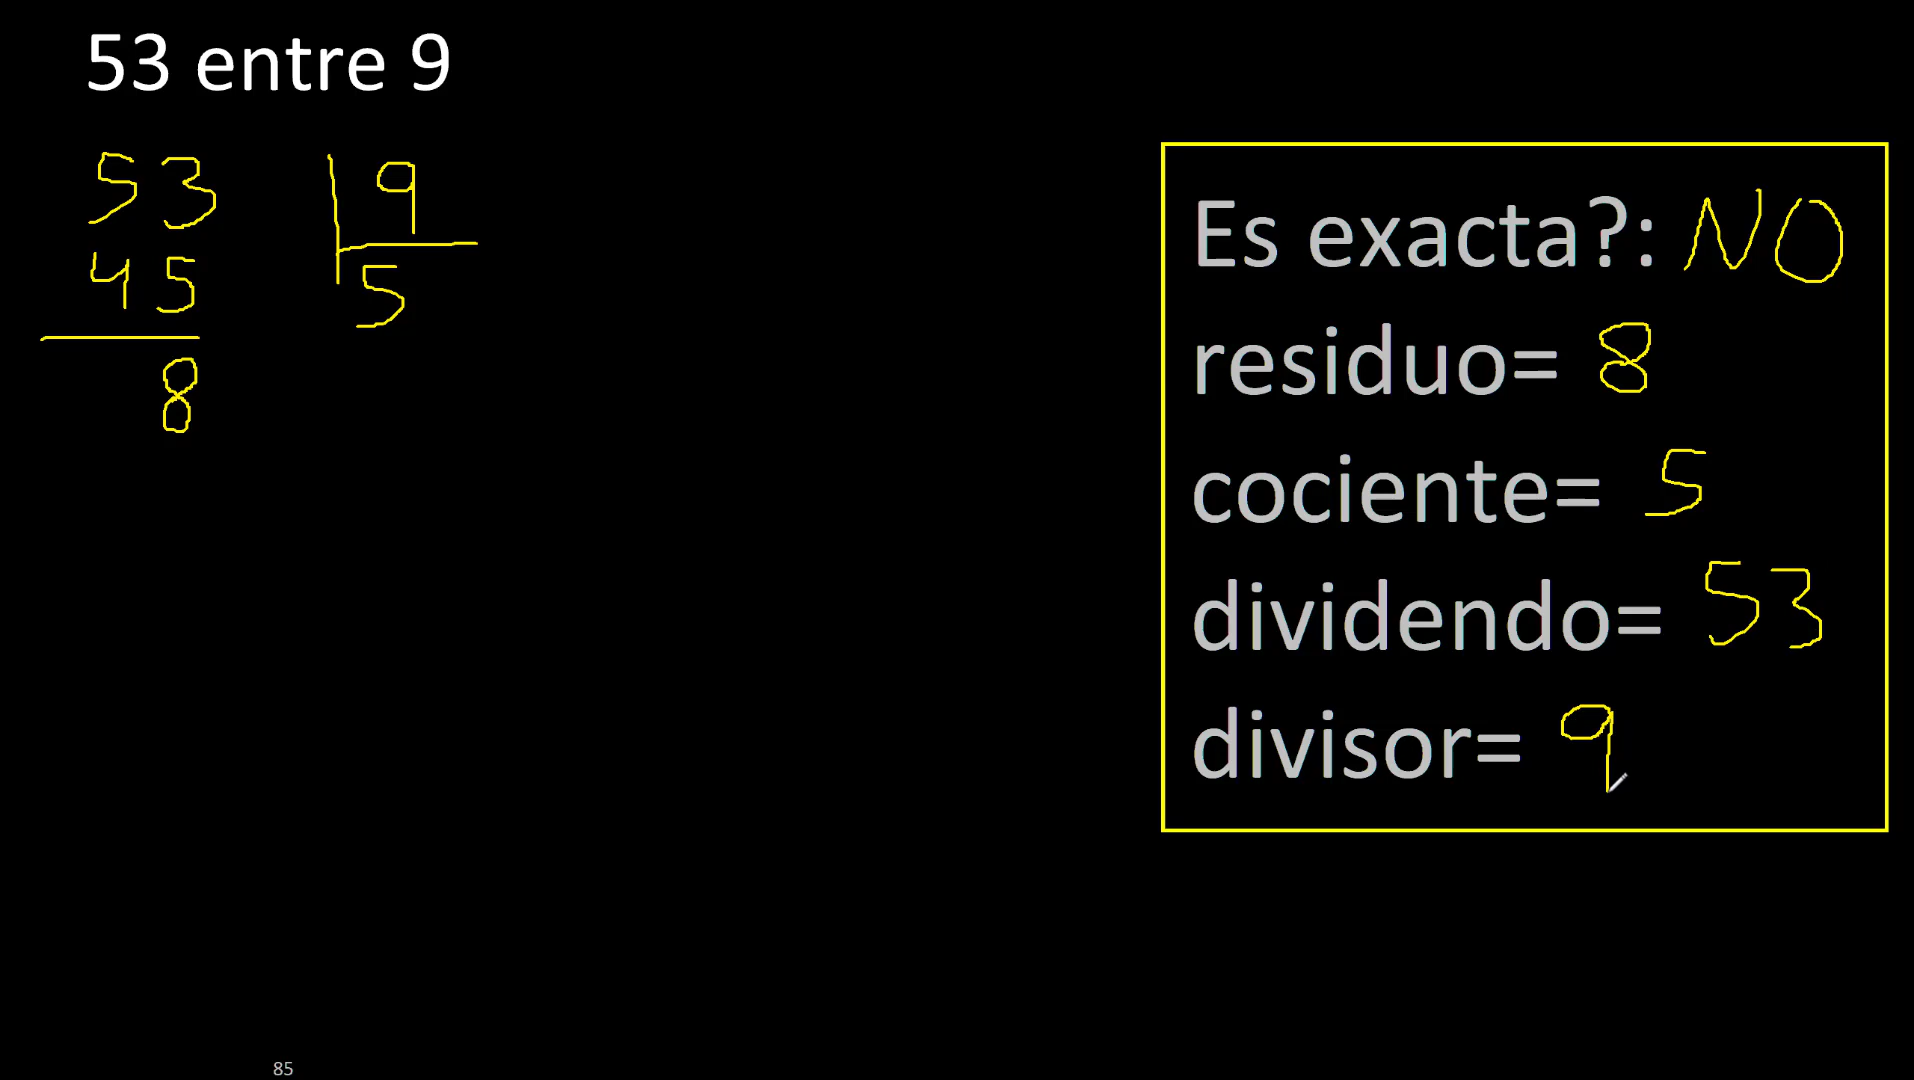 53 entre 9
53 9
45 5
8
Es exacta?: NO
residuo= 8
cociente= 5
dividendo= 53
divisor= 9
85